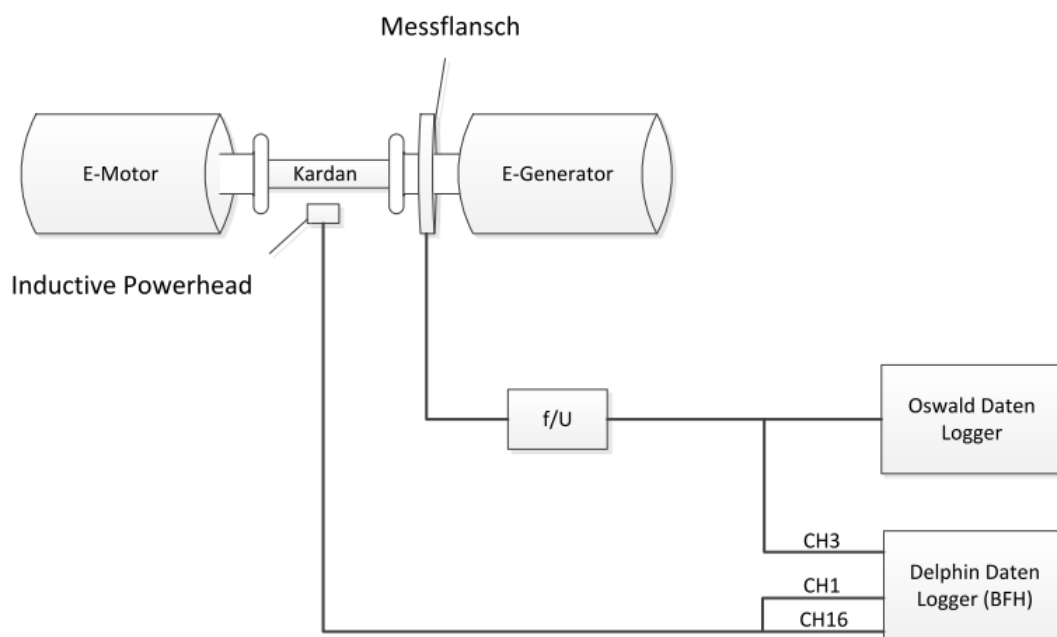 Messflansch
E-Motor
Kardan
E-Generator
Inductive Powerhead
f/U
Oswald Daten
Logger
CH3
CH1
CH16
Delphin Daten
Logger (BFH)